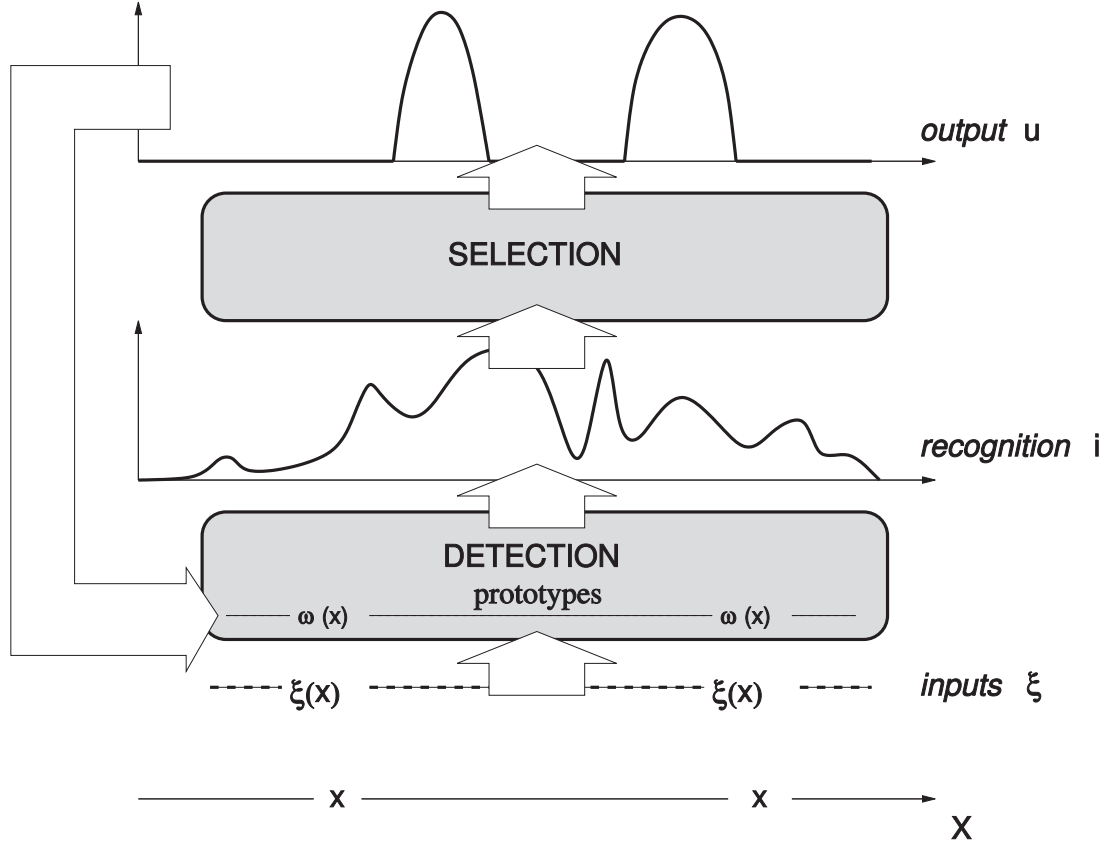 output u
SELECTION
recognition i
DETECTION
prototypes
ω (x) ω (x)
ξ(x) ξ(x) inputs ξ
x x
X